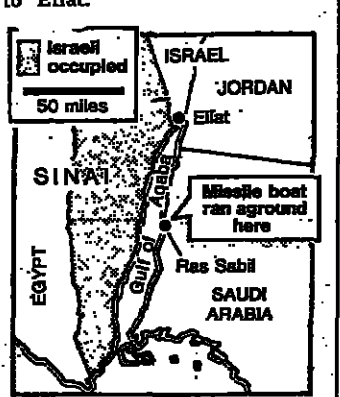 to Eilat.
Israeli
occupied
50 miles
ISRAEL
JORDAN
Eilat
SINAI
Missile boat
ran aground
here
Gulf of Aqaba
Ras Sabil
EGYPT
SAUDI
ARABIA